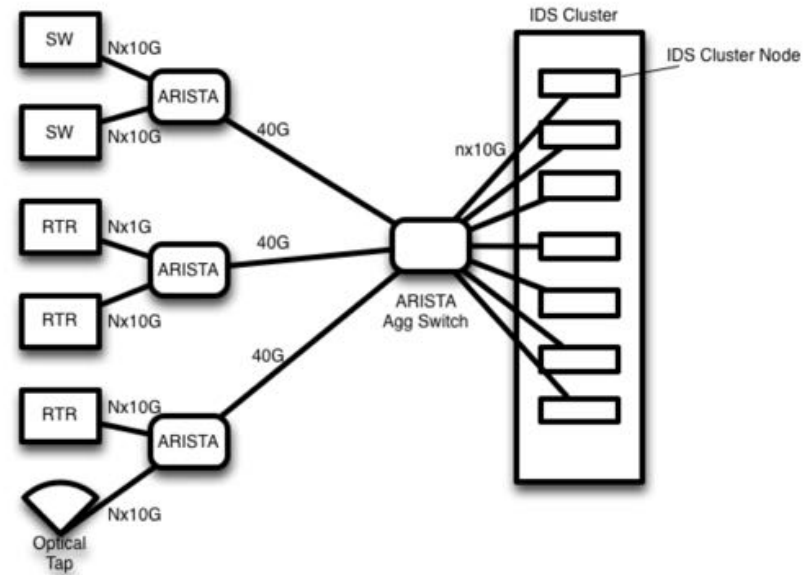 IDS Cluster
SW
Nx10G
ARISTA
SW
Nx10G
40G
IDS Cluster Node
nx10G
RTR
Nx1G
ARISTA
40G
RTR
Nx10G
ARISTA
Agg Switch
40G
RTR
Nx10G
ARISTA
Nx10G
Optical
Tap